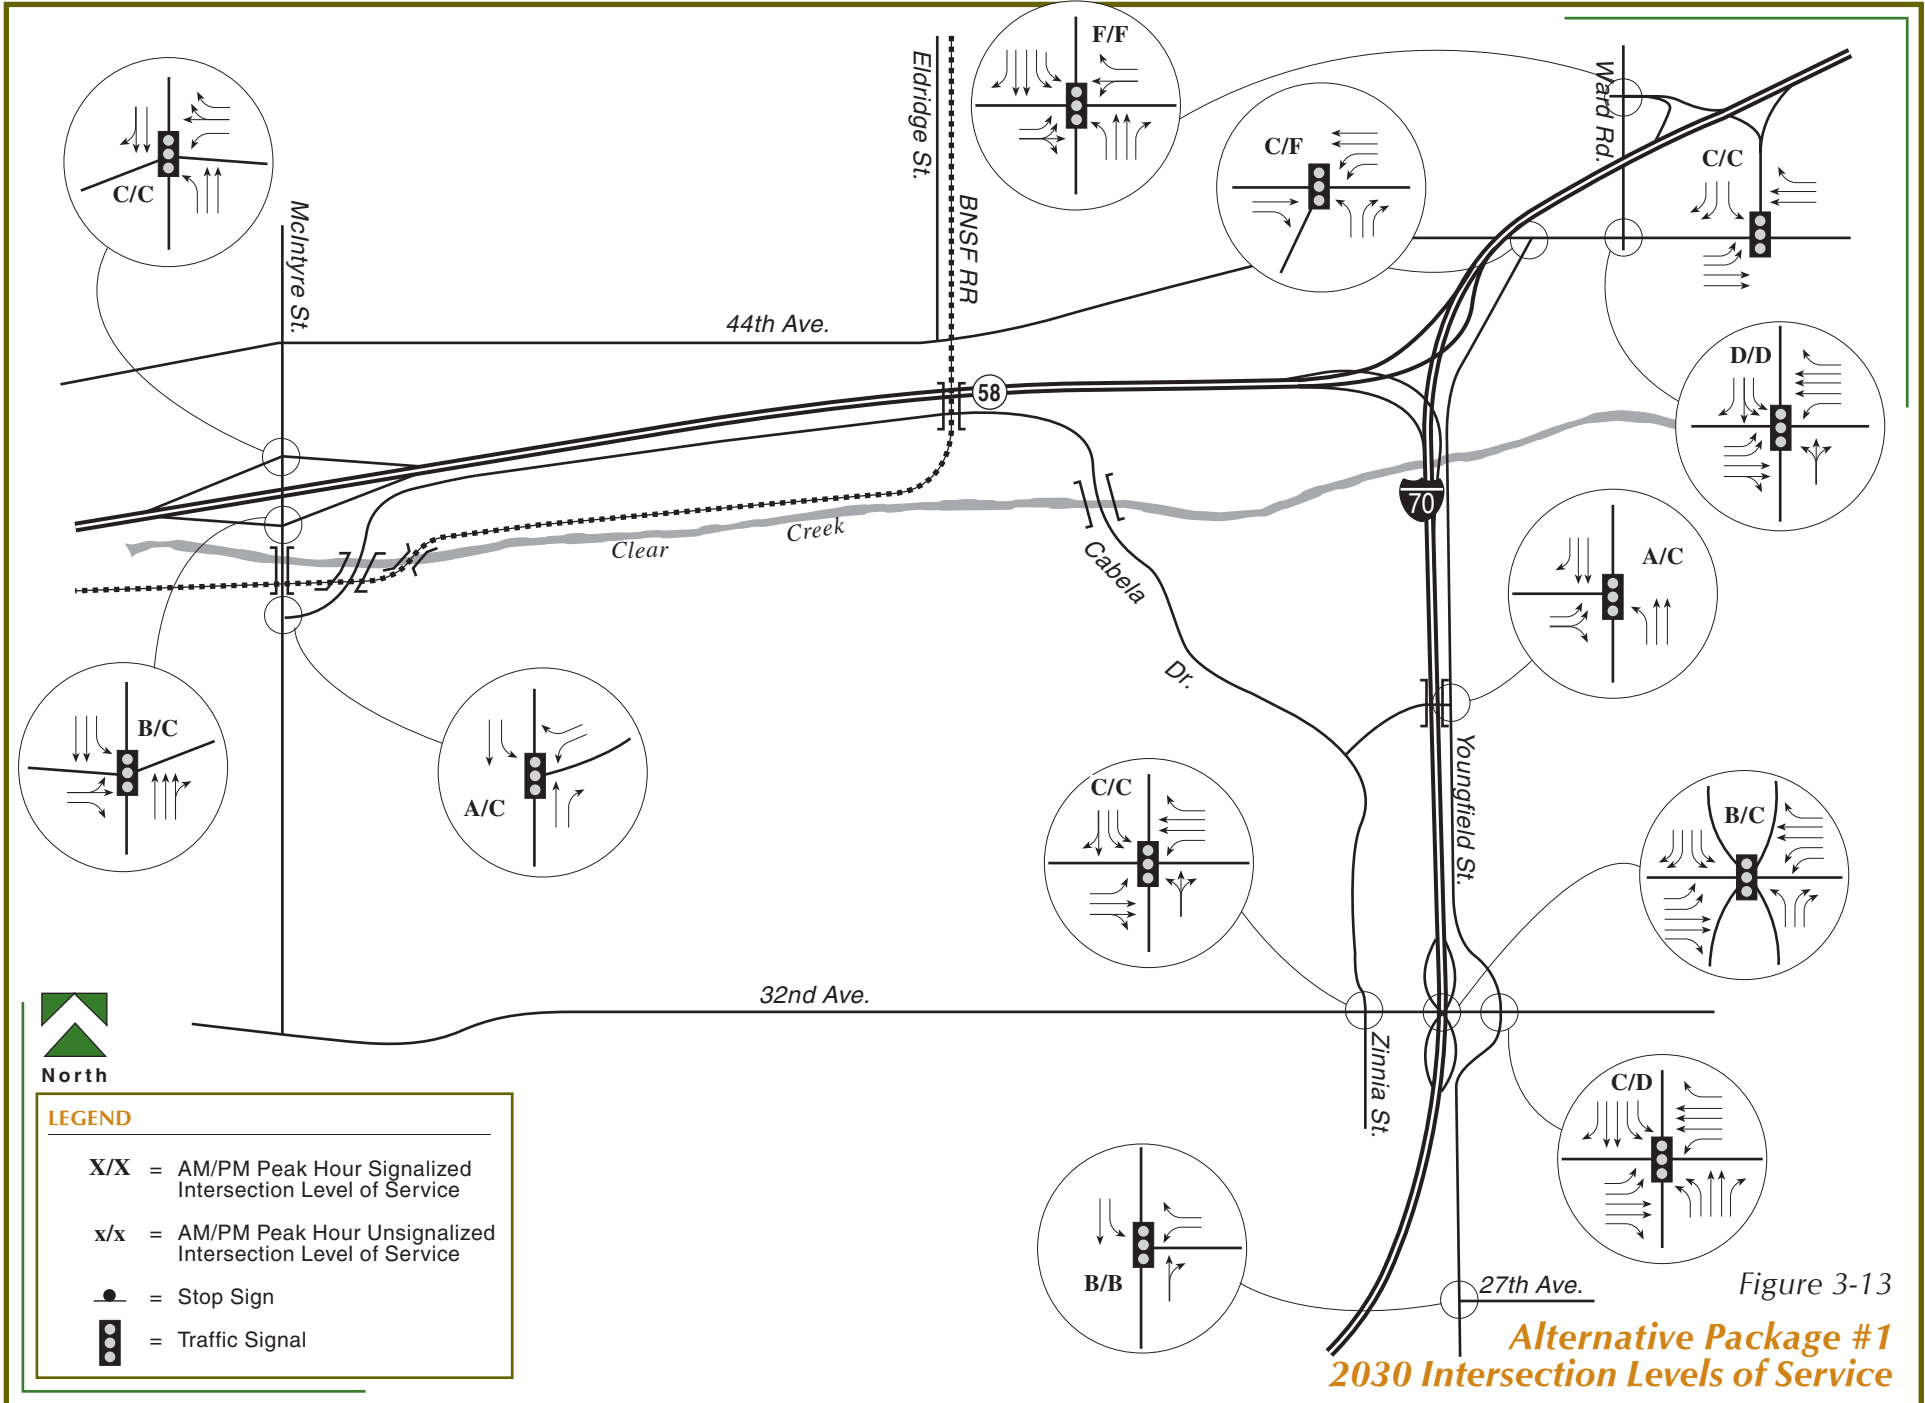 F/F
Eldridge St.
Ward Rd.
C/F
C/C
C/C
McIntyre St.
BNSF RR
44th Ave.
D/D
58
70
Clear
Creek
Cabela
Dr.
A/C
B/C
A/C
Youngfield St.
C/C
B/C
32nd Ave.
Zinnia St.
C/D
B/B
27th Ave.
North
LEGEND
X/X = AM/PM Peak Hour Signalized
Intersection Level of Service
x/x = AM/PM Peak Hour Unsignalized
Intersection Level of Service
= Stop Sign
= Traffic Signal
Figure 3-13
Alternative Package #1
2030 Intersection Levels of Service